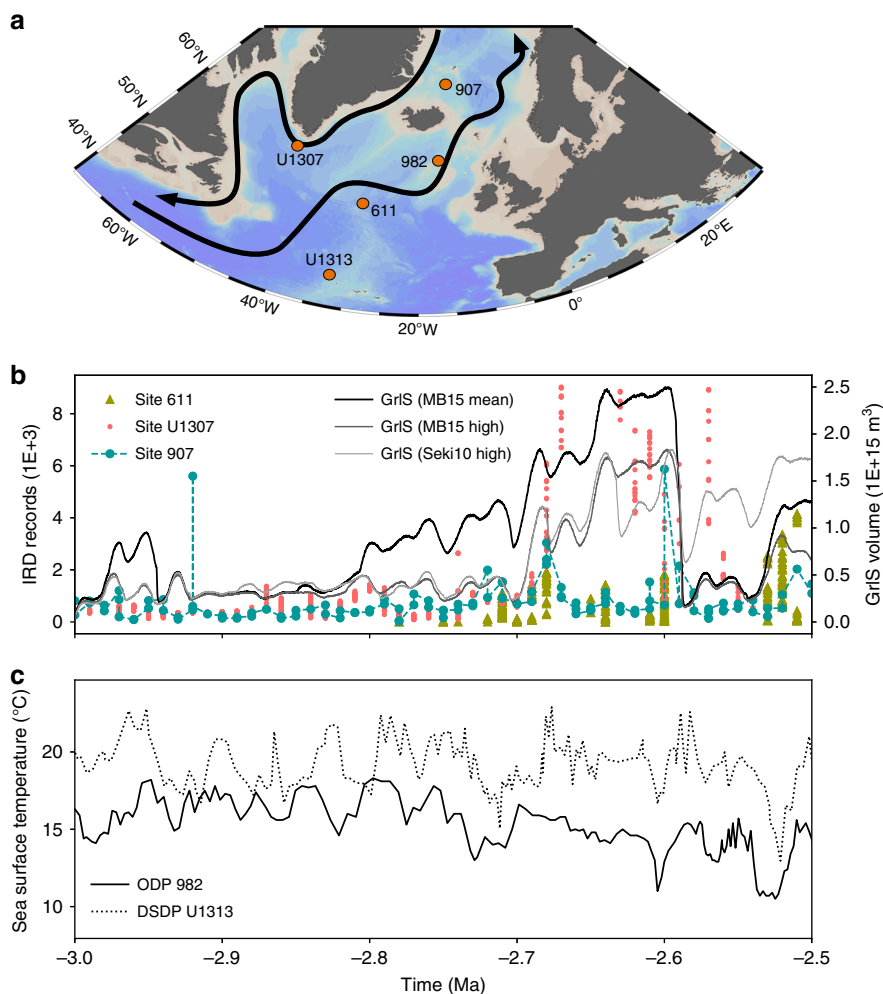 a
60°N
50°N
40°N
907
982
U1307
611
U1313
60°W
40°W
20°W
0°
20°E
b
Site 611
Site U1307
Site 907
GrIS (MB15 mean)
GrIS (MB15 high)
GrIS (Seki10 high)
IRD records (1E+3)
8
6
4
2
0
GrIS volume (1E+15 m³)
2.5
2.0
1.5
1.0
0.5
0.0
c
Sea surface temperature (°C)
20
15
10
ODP 982
DSDP U1313
–3.0 –2.9 –2.8 –2.7 –2.6 –2.5
Time (Ma)